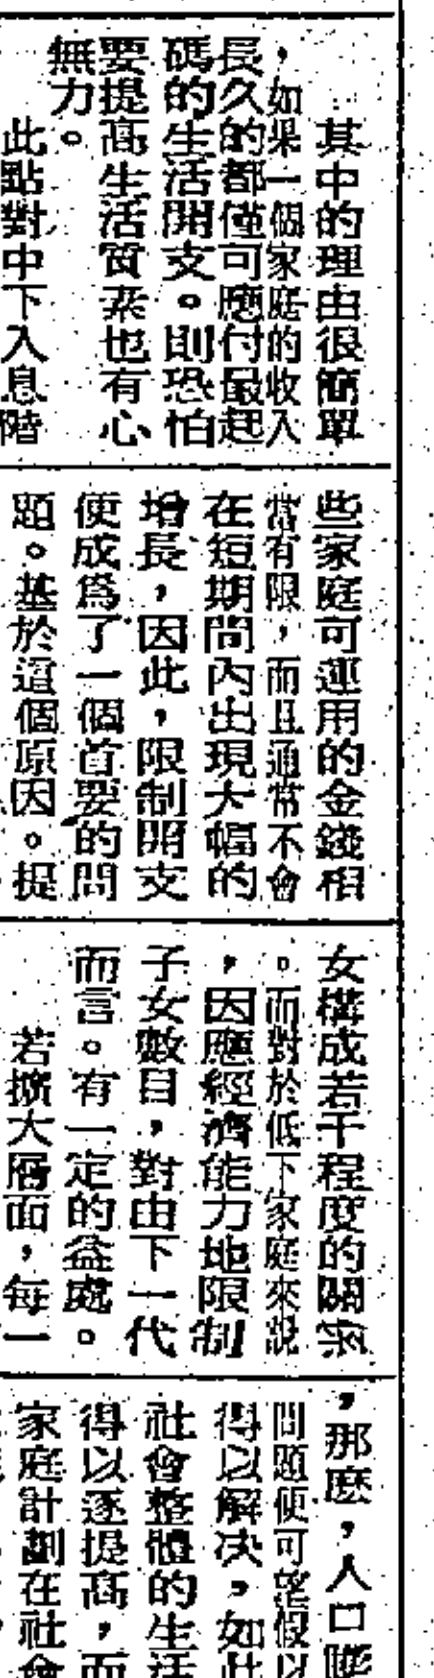 其中的理由很簡單
，如果一個家庭的收入
長久的都僅可應付最起
碼的生活開支。則恐怕
要提高生活質素也有心
無力。
此點對中下入息階
些家庭可運用的金錢相
當有限，而且通常不會
在短期間內出現大幅的
增長，因此，限制開支
便成為了一個首要的問
題。基於這個原因。提
女構成若干程度的關係
。而對於低下家庭來說
，因應經濟能力地限制
子女數目，對由下一代
而言。有一定的益處。
若擴大層面，每一
，那麼，人口膨
問題便可望假以
得以解決，如此
社會整體的生活
得以逐提高，而
家庭計劃在社會